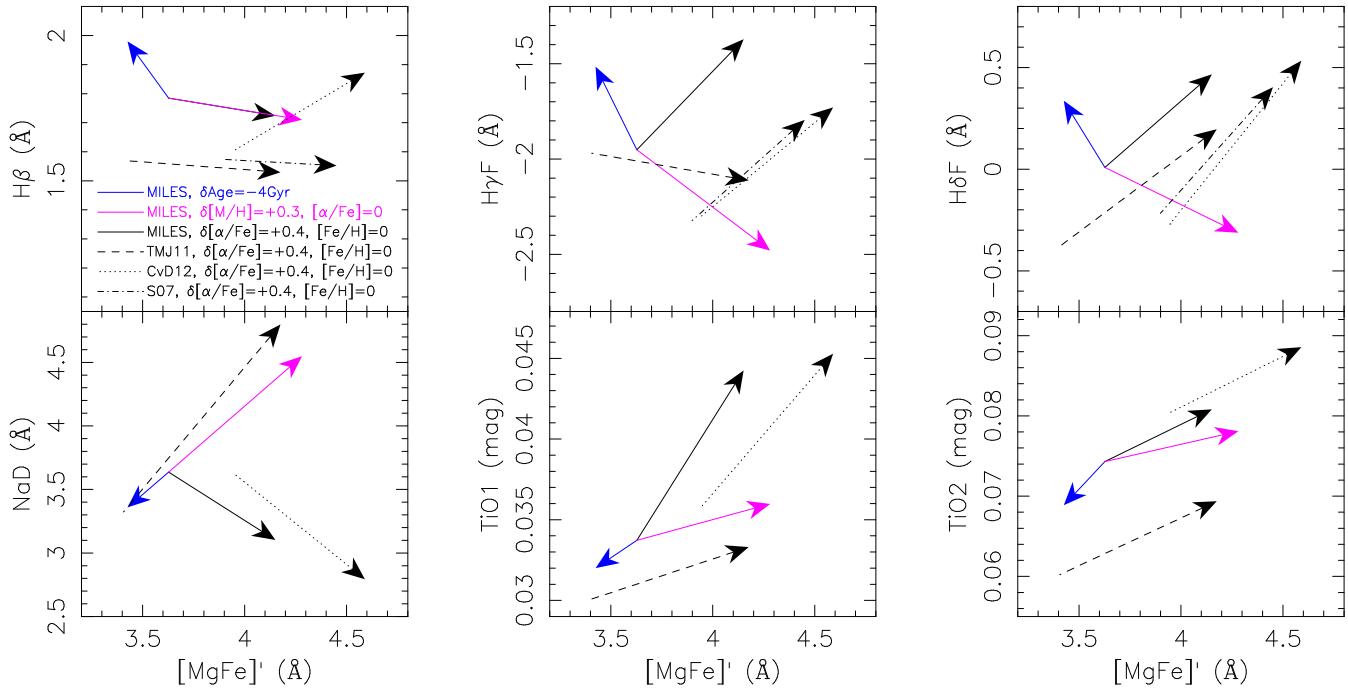 Hβ (Å)
2
1.5
MILES, δAge=−4Gyr
MILES, δ[M/H]=+0.3, [α/Fe]=0
MILES, δ[α/Fe]=+0.4, [Fe/H]=0
TMJ11, δ[α/Fe]=+0.4, [Fe/H]=0
CvD12, δ[α/Fe]=+0.4, [Fe/H]=0
S07, δ[α/Fe]=+0.4, [Fe/H]=0
HγF (Å)
−1.5
−2
−2.5
HδF (Å)
0.5
0
−0.5
NaD (Å)
4.5
4
3.5
3
2.5
3.5 4 4.5
[MgFe]' (Å)
TiO1 (mag)
0.045
0.04
0.035
0.03
3.5 4 4.5
[MgFe]' (Å)
TiO2 (mag)
0.09
0.08
0.07
0.06
3.5 4 4.5
[MgFe]' (Å)